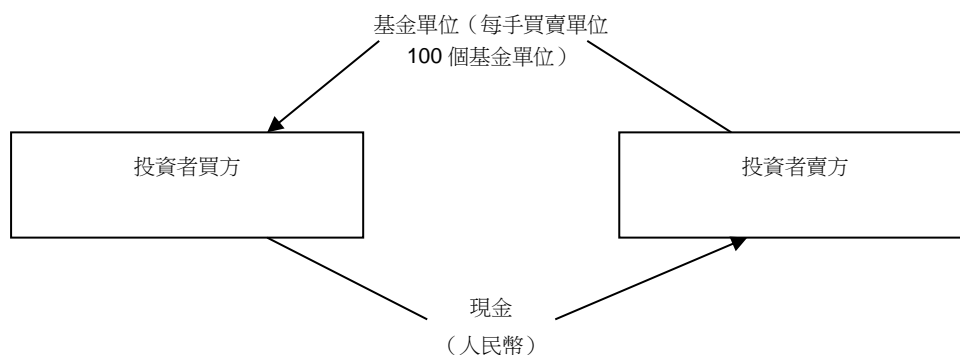 基金單位（每手買賣單位
100 個基金單位）
投資者買方
投資者賣方
現金
（人民幣）